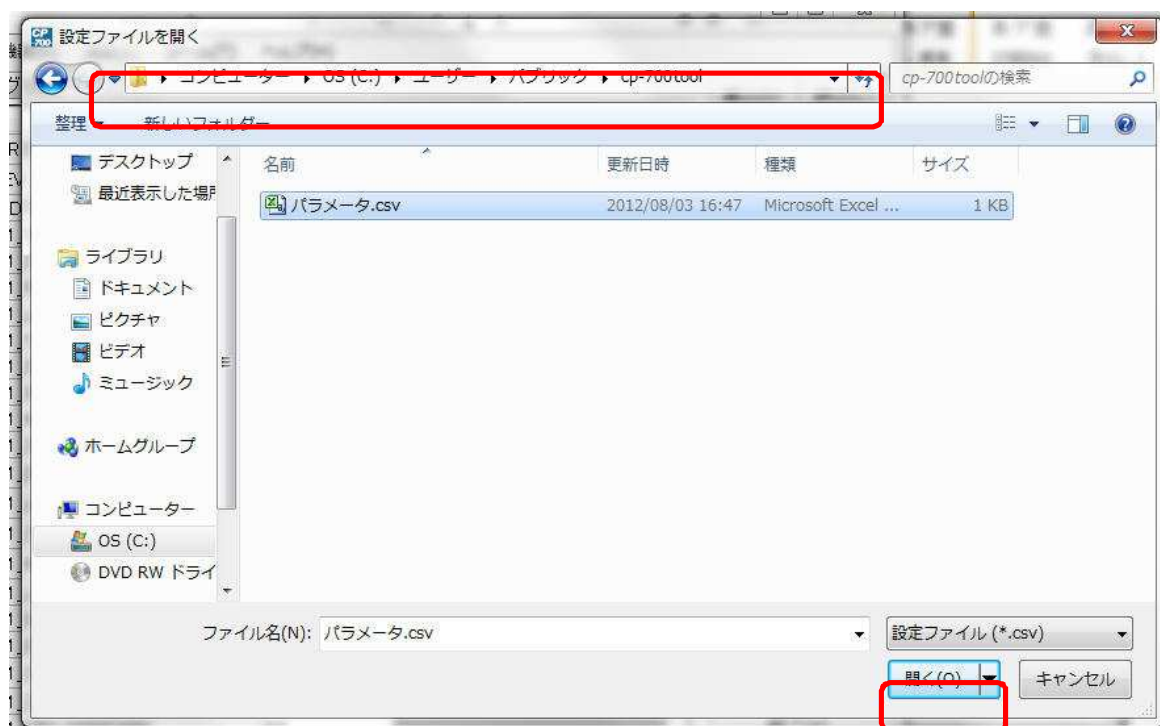 CP 700 設定ファイルを開く
コンピューター ▸ OS (C:) ▸ ユーザー ▸ パブリック ▸ cp-700tool
cp-700toolの検索
整理 新しいフォルダー
名前 更新日時 種類 サイズ
パラメータ.csv 2012/08/03 16:47 Microsoft Excel ... 1 KB
デスクトップ
最近表示した場所
ライブラリ
ドキュメント
ピクチャ
ビデオ
ミュージック
ホームグループ
コンピューター
OS (C:)
DVD RW ドライ
ファイル名(N): パラメータ.csv
設定ファイル (*.csv)
開く(O) キャンセル